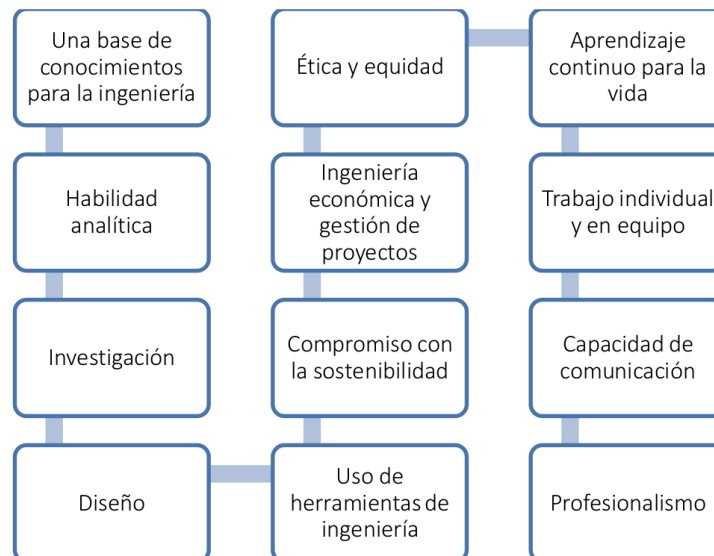 Una base de
conocimientos
para la ingeniería
Habilidad
analítica
Investigación
Diseño
Uso de
herramientas de
ingeniería
Compromiso con
la sostenibilidad
Ingeniería
económica y
gestión de
proyectos
Ética y equidad
Aprendizaje
continuo para la
vida
Trabajo individual
y en equipo
Capacidad de
comunicación
Profesionalismo